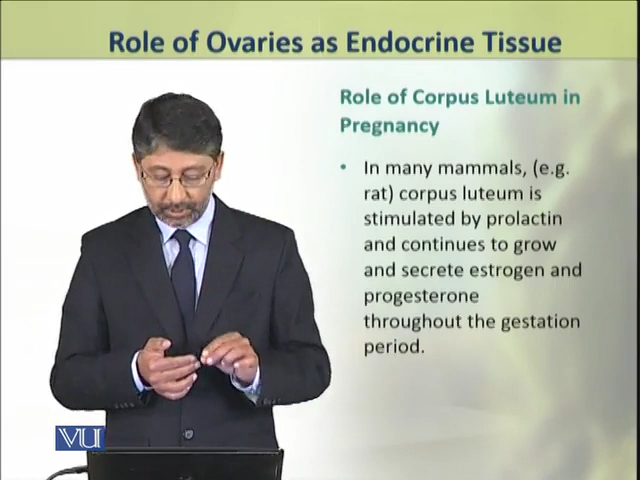 Role of Ovaries as Endocrine Tissue
Role of Corpus Luteum in
Pregnancy
• In many mammals, (e.g.
rat) corpus luteum is
stimulated by prolactin
and continues to grow
and secrete estrogen and
progesterone
throughout the gestation
period.
VU